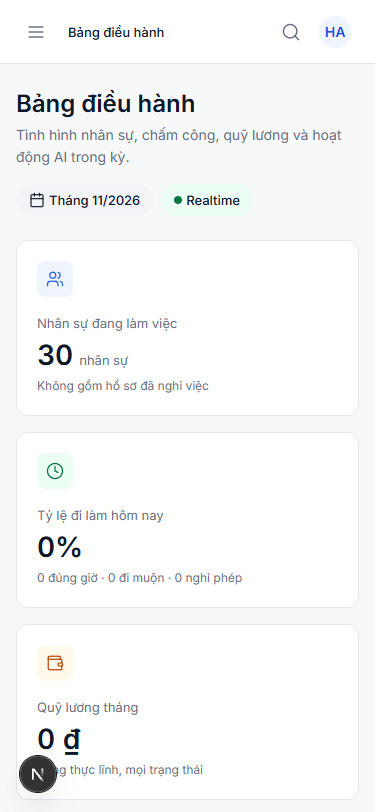 Bảng điều hành
HA
Bảng điều hành
Tình hình nhân sự, chấm công, quỹ lương và hoạt
động AI trong kỳ.
Tháng 11/2026
Realtime
Nhân sự đang làm việc
30 nhân sự
Không gồm hồ sơ đã nghỉ việc
Tỷ lệ đi làm hôm nay
0%
0 đúng giờ · 0 đi muộn · 0 nghỉ phép
Quỹ lương tháng
0 ₫
N
thực lĩnh, mọi trạng thái